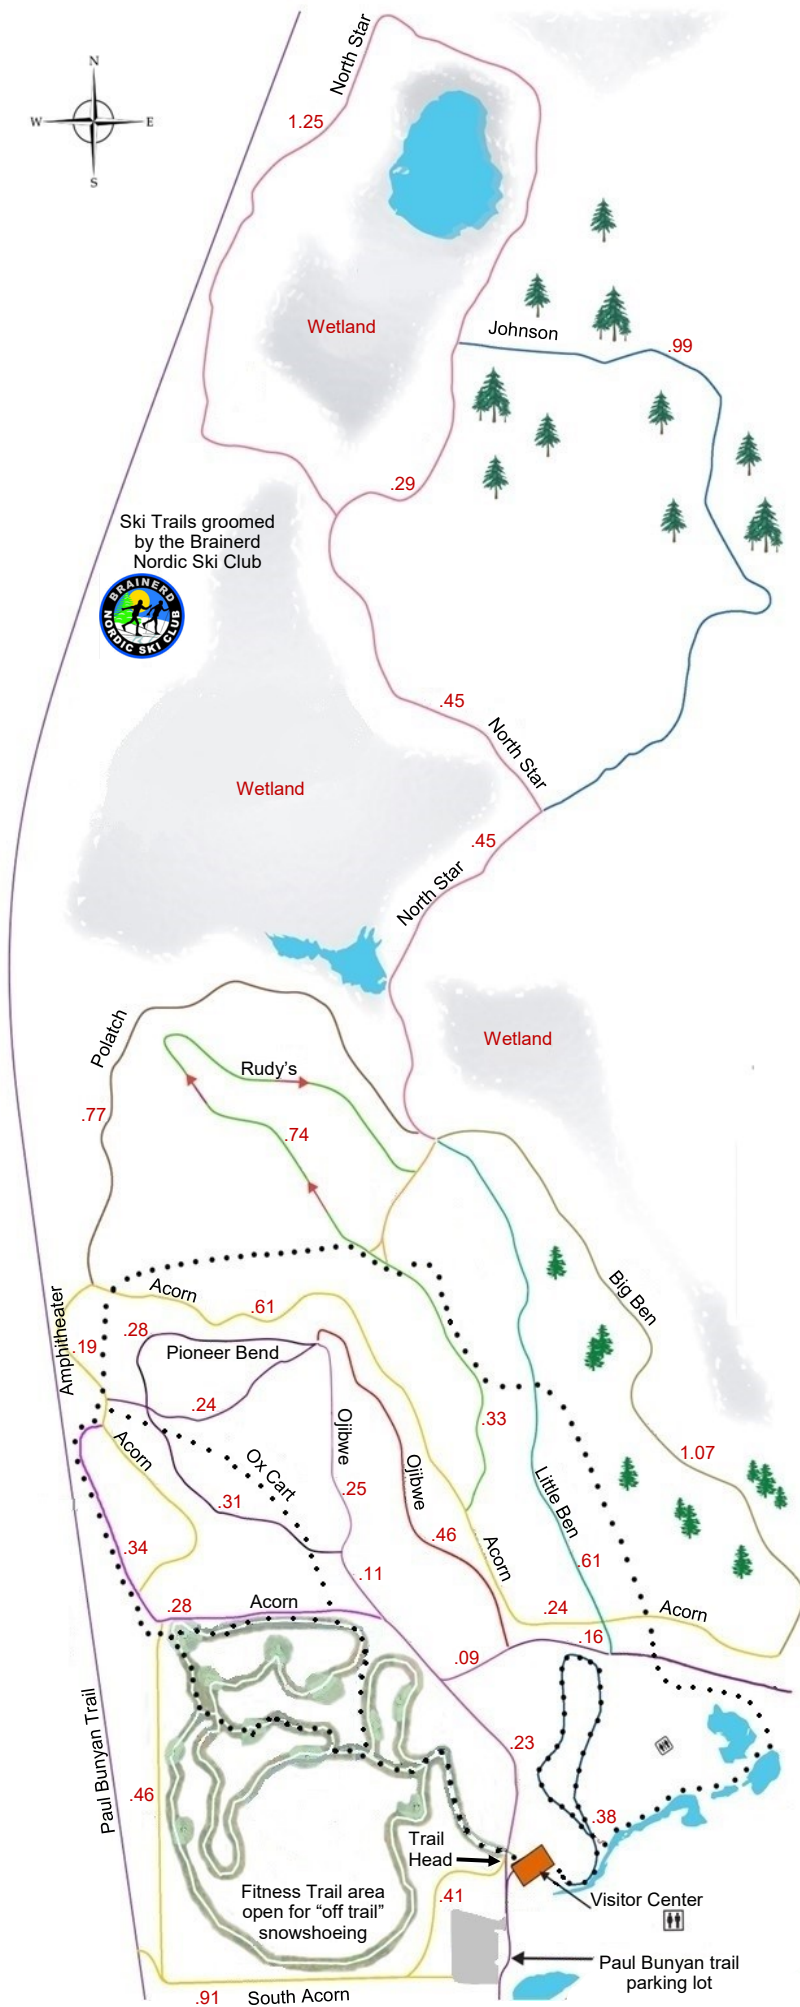 North Star
1.25
N
W
E
S
Wetland
Johnson
.99
.29
Ski Trails groomed
by the Brainerd
Nordic Ski Club
BRAINERD
NORDIC SKI CLUB
.45
North Star
Wetland
.45
North Star
Wetland
Polatch
Rudy's
.77
.74
Acorn
.61
Big Ben
Amphitheater
.28
.19
Pioneer Bend
.24
Ojibwe
.33
Acorn
Ox Cart
Ojibwe
1.07
.31
.25
Little Ben
.34
.46
Acorn
.61
.11
.28
Acorn
.24
Acorn
.16
.09
Paul Bunyan Trail
.23
.46
.38
Trail
Head
Fitness Trail area
open for “off trail”
snowshoeing
.41
Visitor Center
Paul Bunyan trail
parking lot
.91
South Acorn